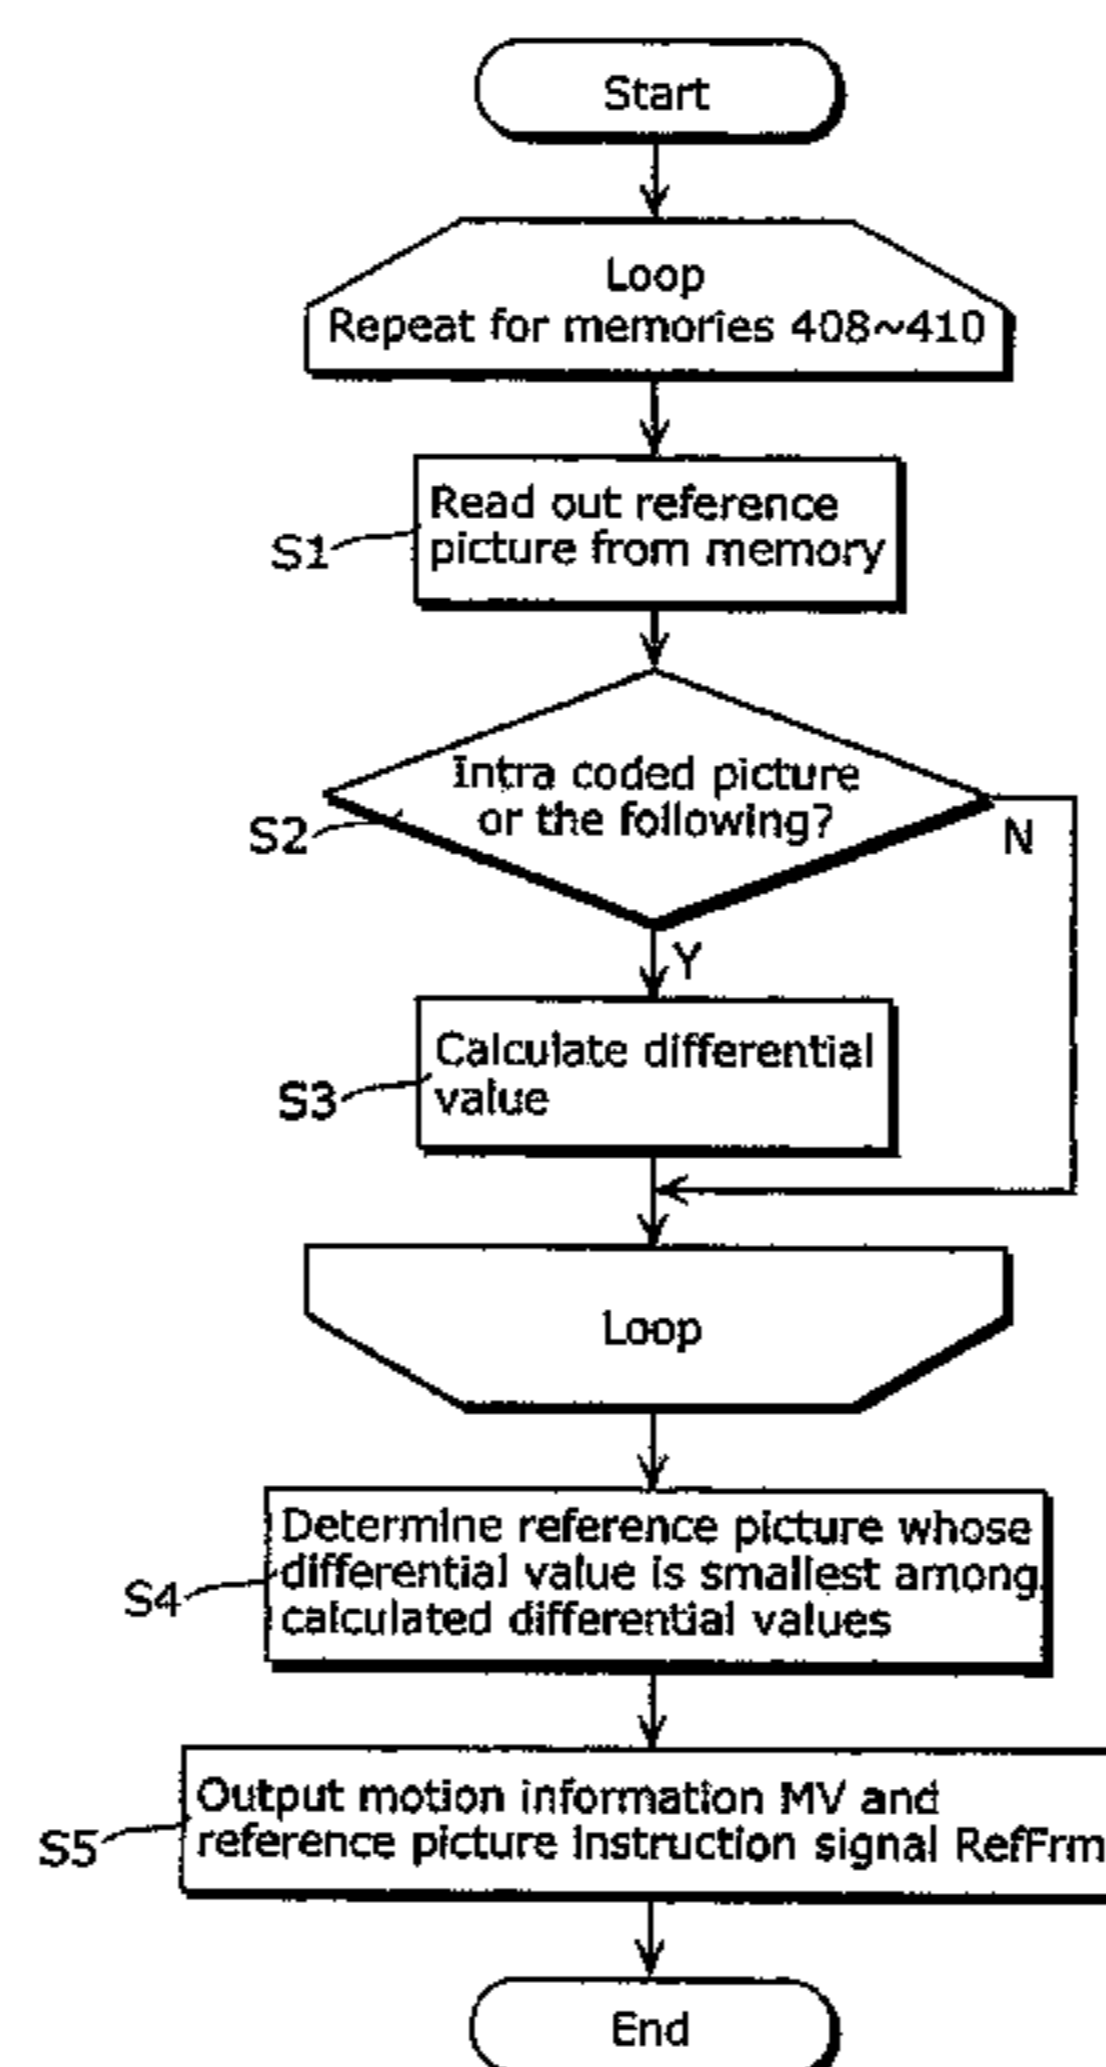 Start
Loop
Repeat for memories 408~410
Read out reference
picture from memory
S1
Intra coded picture
or the following?
S2
N
Y
Calculate differential
value
S3
Loop
Determine reference picture whose
differential value is smallest among
calculated differential values
S4
Output motion information MV and
reference picture instruction signal RefFrm
S5
End